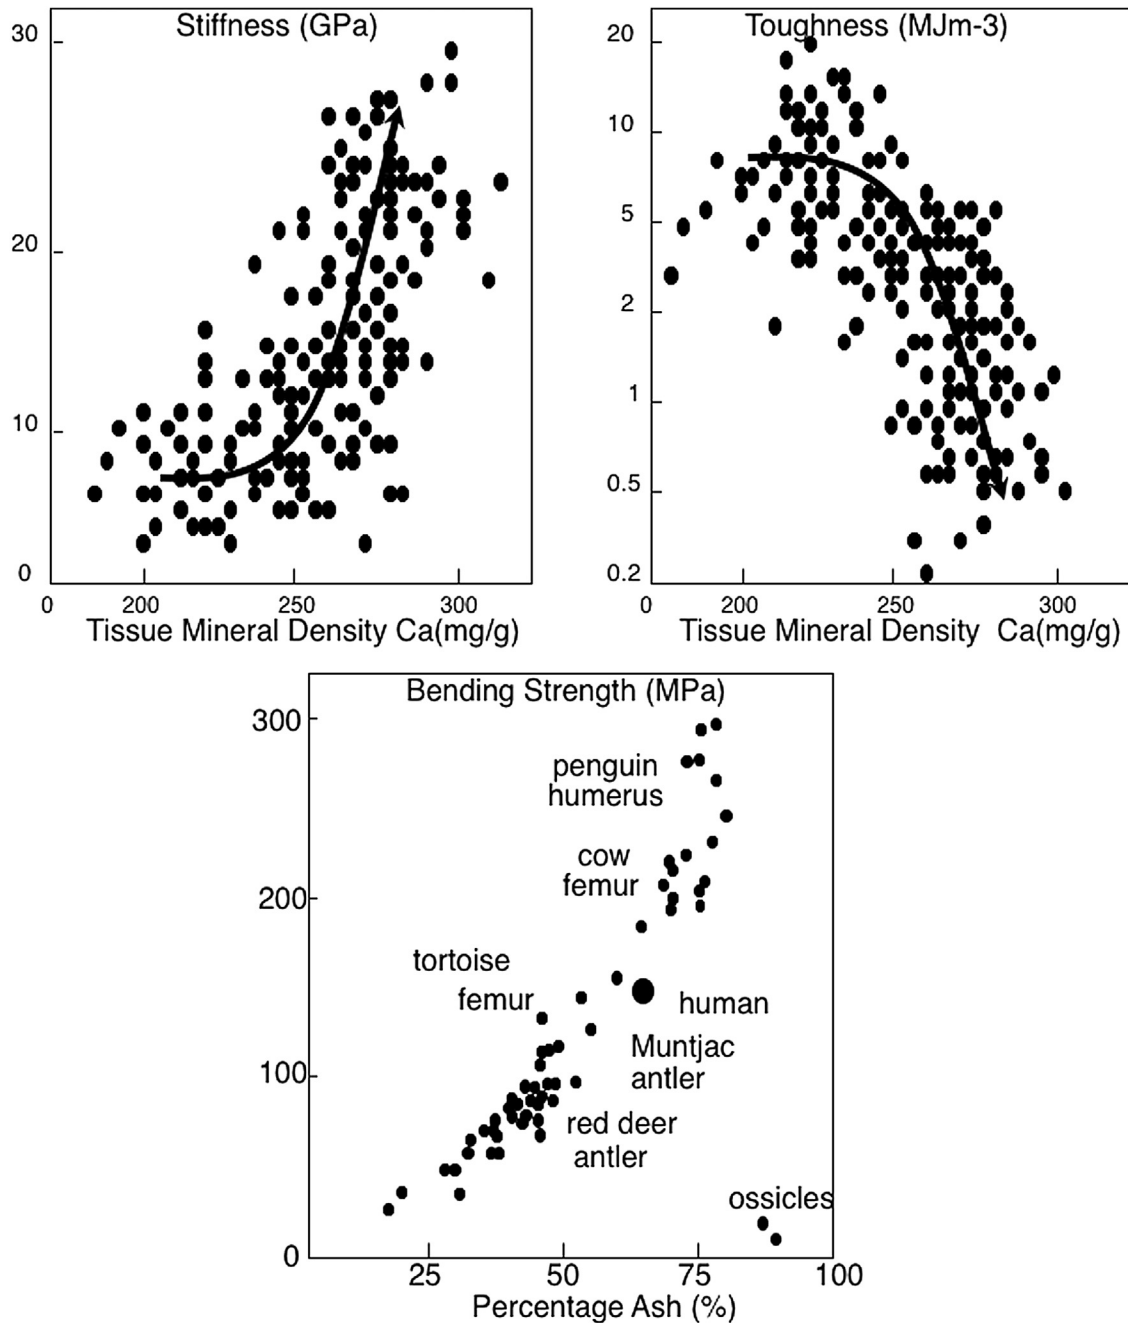 Stiffness (GPa)
30
20
10
0
0 200 250 300
Tissue Mineral Density Ca(mg/g)
Toughness (MJm-3)
20
10
5
2
1
0.5
0.2
0 200 250 300
Tissue Mineral Density Ca(mg/g)
Bending Strength (MPa)
300
penguin
humerus
cow
femur
200
tortoise
femur
human
Muntjac
antler
100
red deer
antler
ossicles
0
25 50 75 100
Percentage Ash (%)